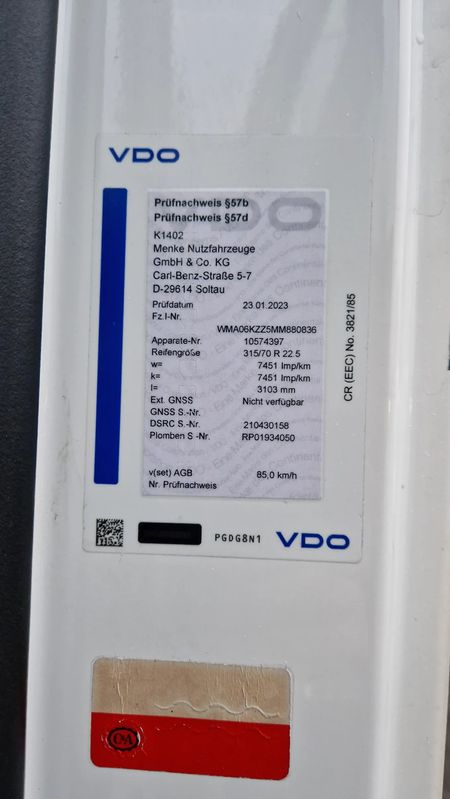 VDO
Prüfnachweis §57b
Prüfnachweis §57d
K1402
Menke Nutzfahrzeuge
GmbH & Co. KG
Carl-Benz-Straße 5-7
D-29614 Soltau
Prüfdatum 23.01.2023
Fz.I-Nr.
WMA06KZZ5MM880836
Apparate-Nr. 10574397
Reifengröße 315/70 R 22.5
w= 7451 Imp/km
k= 7451 Imp/km
l= 3103 mm
Ext. GNSS Nicht verfügbar
GNSS S.-Nr.
DSRC S.-Nr. 210430158
Plomben S -Nr. RP01934050
v(set) AGB 85,0 km/h
Nr. Prüfnachweis
CR (EEC) No. 3821/85
PGDG8N1
VDO